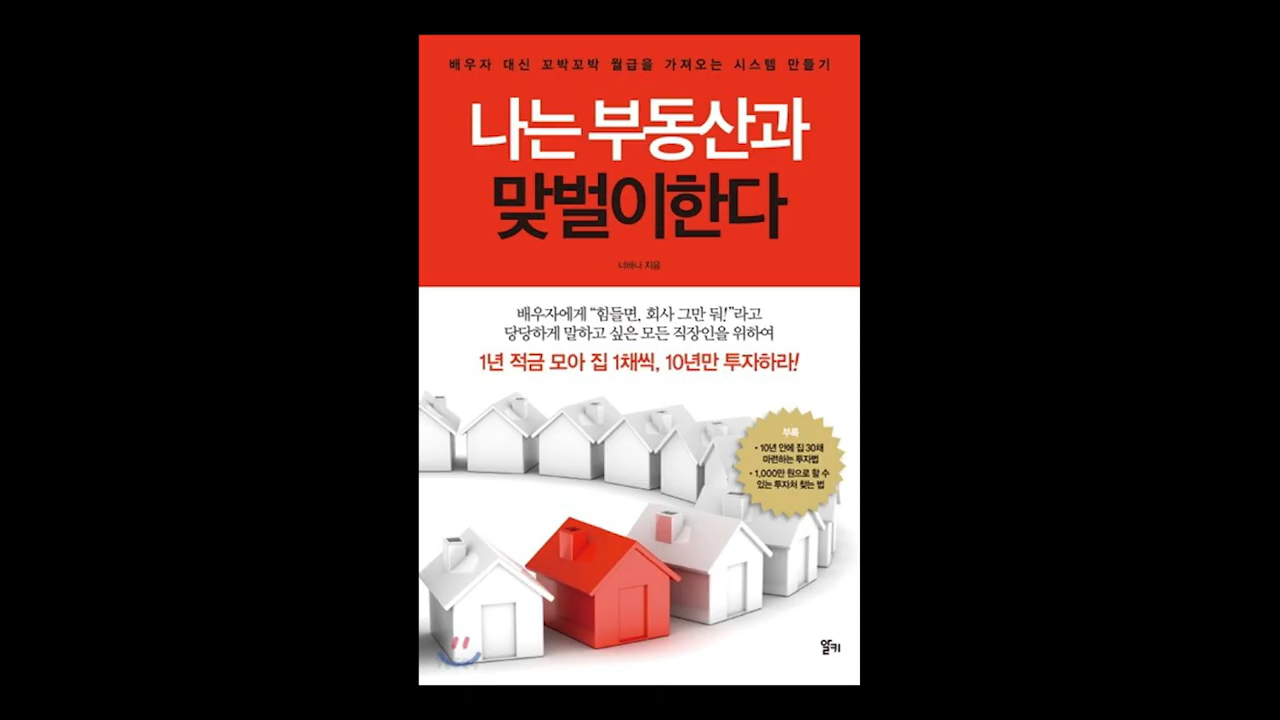 배우자 대신 꼬박꼬박 월급을 가져오는 시스템 만들기
나는 부동산과
맞벌이한다
너바나 지음
배우자에게 “힘들면, 회사 그만 둬!”라고
당당하게 말하고 싶은 모든 직장인을 위하여
1년 적금 모아 집 1채씩, 10년만 투자하라!
부록
• 10년 안에 집 30채
마련하는 투자법
• 1,000만 원으로 할 수
있는 투자처 찾는 법
알키